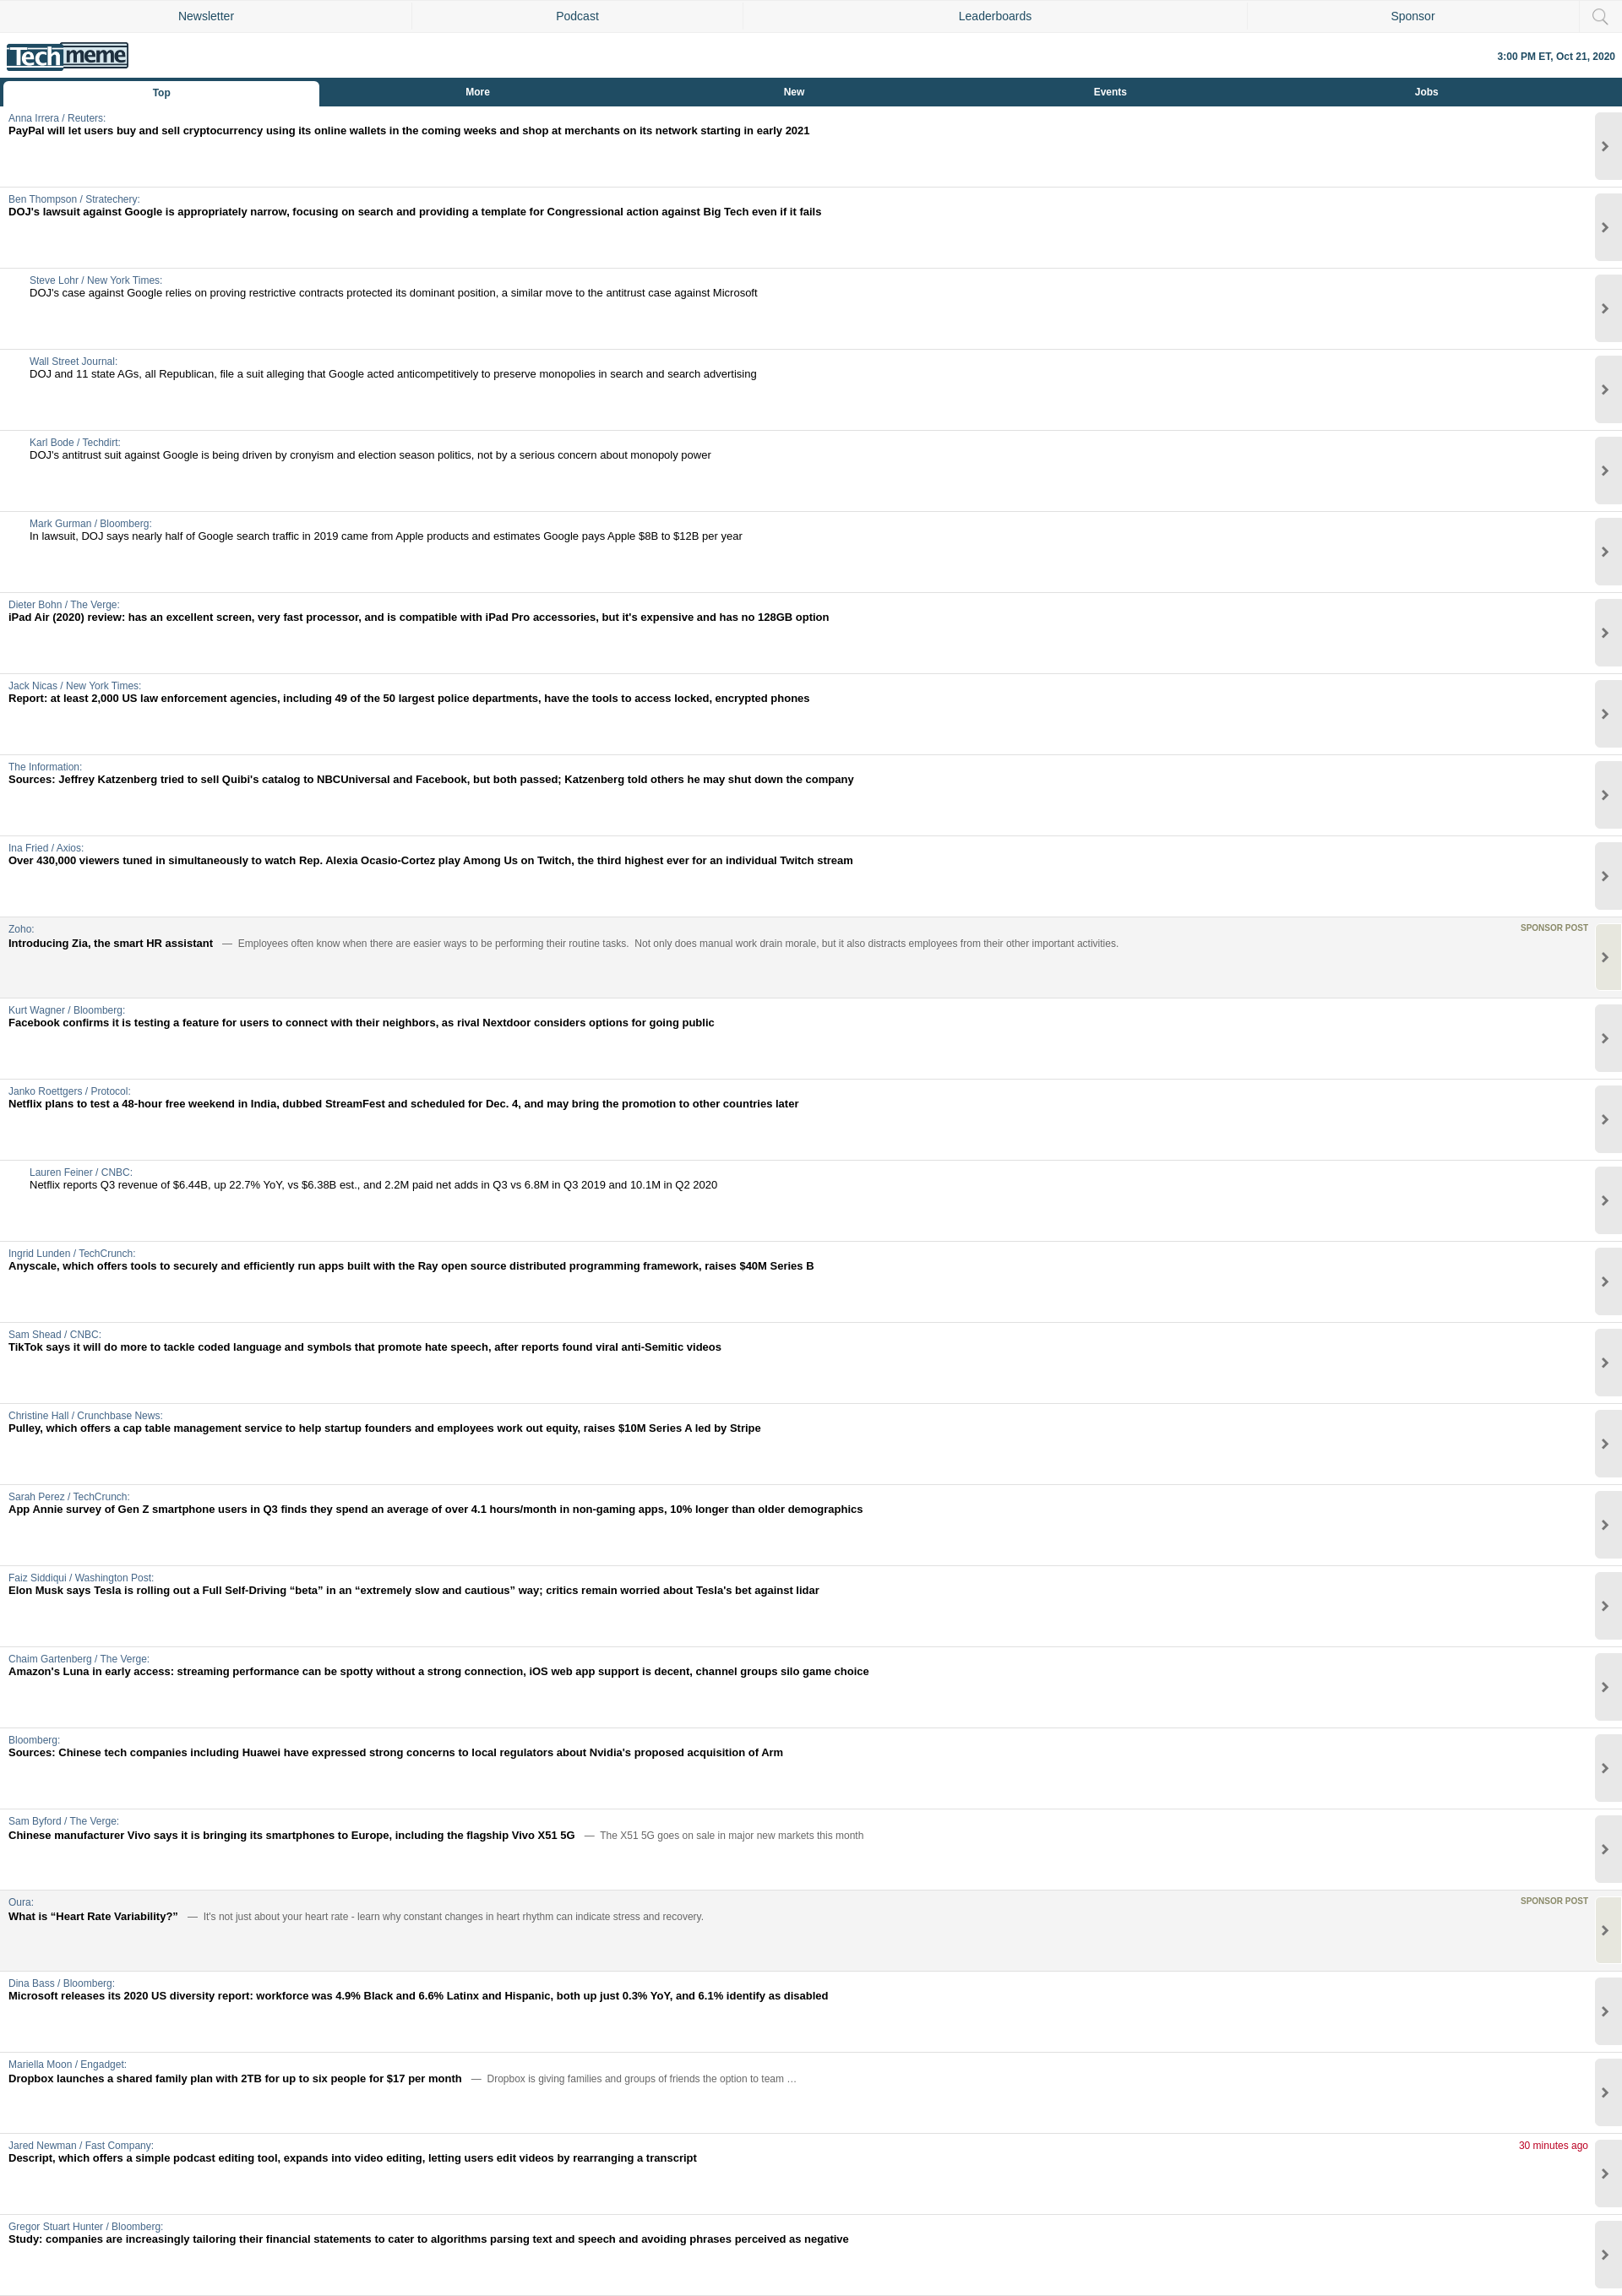 Newsletter
Podcast
Leaderboards
Sponsor
Techmeme
3:00 PM ET, Oct 21, 2020
Top
More
New
Events
Jobs
Anna Irrera / Reuters:
PayPal will let users buy and sell cryptocurrency using its online wallets in the coming weeks and shop at merchants on its network starting in early 2021
Ben Thompson / Stratechery:
DOJ's lawsuit against Google is appropriately narrow, focusing on search and providing a template for Congressional action against Big Tech even if it fails
Steve Lohr / New York Times:
DOJ's case against Google relies on proving restrictive contracts protected its dominant position, a similar move to the antitrust case against Microsoft
Wall Street Journal:
DOJ and 11 state AGs, all Republican, file a suit alleging that Google acted anticompetitively to preserve monopolies in search and search advertising
Karl Bode / Techdirt:
DOJ's antitrust suit against Google is being driven by cronyism and election season politics, not by a serious concern about monopoly power
Mark Gurman / Bloomberg:
In lawsuit, DOJ says nearly half of Google search traffic in 2019 came from Apple products and estimates Google pays Apple $8B to $12B per year
Dieter Bohn / The Verge:
iPad Air (2020) review: has an excellent screen, very fast processor, and is compatible with iPad Pro accessories, but it's expensive and has no 128GB option
Jack Nicas / New York Times:
Report: at least 2,000 US law enforcement agencies, including 49 of the 50 largest police departments, have the tools to access locked, encrypted phones
The Information:
Sources: Jeffrey Katzenberg tried to sell Quibi's catalog to NBCUniversal and Facebook, but both passed; Katzenberg told others he may shut down the company
Ina Fried / Axios:
Over 430,000 viewers tuned in simultaneously to watch Rep. Alexia Ocasio-Cortez play Among Us on Twitch, the third highest ever for an individual Twitch stream
Zoho:
SPONSOR POST
Introducing Zia, the smart HR assistant — Employees often know when there are easier ways to be performing their routine tasks. Not only does manual work drain morale, but it also distracts employees from their other important activities.
Kurt Wagner / Bloomberg:
Facebook confirms it is testing a feature for users to connect with their neighbors, as rival Nextdoor considers options for going public
Janko Roettgers / Protocol:
Netflix plans to test a 48-hour free weekend in India, dubbed StreamFest and scheduled for Dec. 4, and may bring the promotion to other countries later
Lauren Feiner / CNBC:
Netflix reports Q3 revenue of $6.44B, up 22.7% YoY, vs $6.38B est., and 2.2M paid net adds in Q3 vs 6.8M in Q3 2019 and 10.1M in Q2 2020
Ingrid Lunden / TechCrunch:
Anyscale, which offers tools to securely and efficiently run apps built with the Ray open source distributed programming framework, raises $40M Series B
Sam Shead / CNBC:
TikTok says it will do more to tackle coded language and symbols that promote hate speech, after reports found viral anti-Semitic videos
Christine Hall / Crunchbase News:
Pulley, which offers a cap table management service to help startup founders and employees work out equity, raises $10M Series A led by Stripe
Sarah Perez / TechCrunch:
App Annie survey of Gen Z smartphone users in Q3 finds they spend an average of over 4.1 hours/month in non-gaming apps, 10% longer than older demographics
Faiz Siddiqui / Washington Post:
Elon Musk says Tesla is rolling out a Full Self-Driving “beta” in an “extremely slow and cautious” way; critics remain worried about Tesla's bet against lidar
Chaim Gartenberg / The Verge:
Amazon's Luna in early access: streaming performance can be spotty without a strong connection, iOS web app support is decent, channel groups silo game choice
Bloomberg:
Sources: Chinese tech companies including Huawei have expressed strong concerns to local regulators about Nvidia's proposed acquisition of Arm
Sam Byford / The Verge:
Chinese manufacturer Vivo says it is bringing its smartphones to Europe, including the flagship Vivo X51 5G — The X51 5G goes on sale in major new markets this month
Oura:
SPONSOR POST
What is “Heart Rate Variability?” — It's not just about your heart rate - learn why constant changes in heart rhythm can indicate stress and recovery.
Dina Bass / Bloomberg:
Microsoft releases its 2020 US diversity report: workforce was 4.9% Black and 6.6% Latinx and Hispanic, both up just 0.3% YoY, and 6.1% identify as disabled
Mariella Moon / Engadget:
Dropbox launches a shared family plan with 2TB for up to six people for $17 per month — Dropbox is giving families and groups of friends the option to team …
Jared Newman / Fast Company:
30 minutes ago
Descript, which offers a simple podcast editing tool, expands into video editing, letting users edit videos by rearranging a transcript
Gregor Stuart Hunter / Bloomberg:
Study: companies are increasingly tailoring their financial statements to cater to algorithms parsing text and speech and avoiding phrases perceived as negative